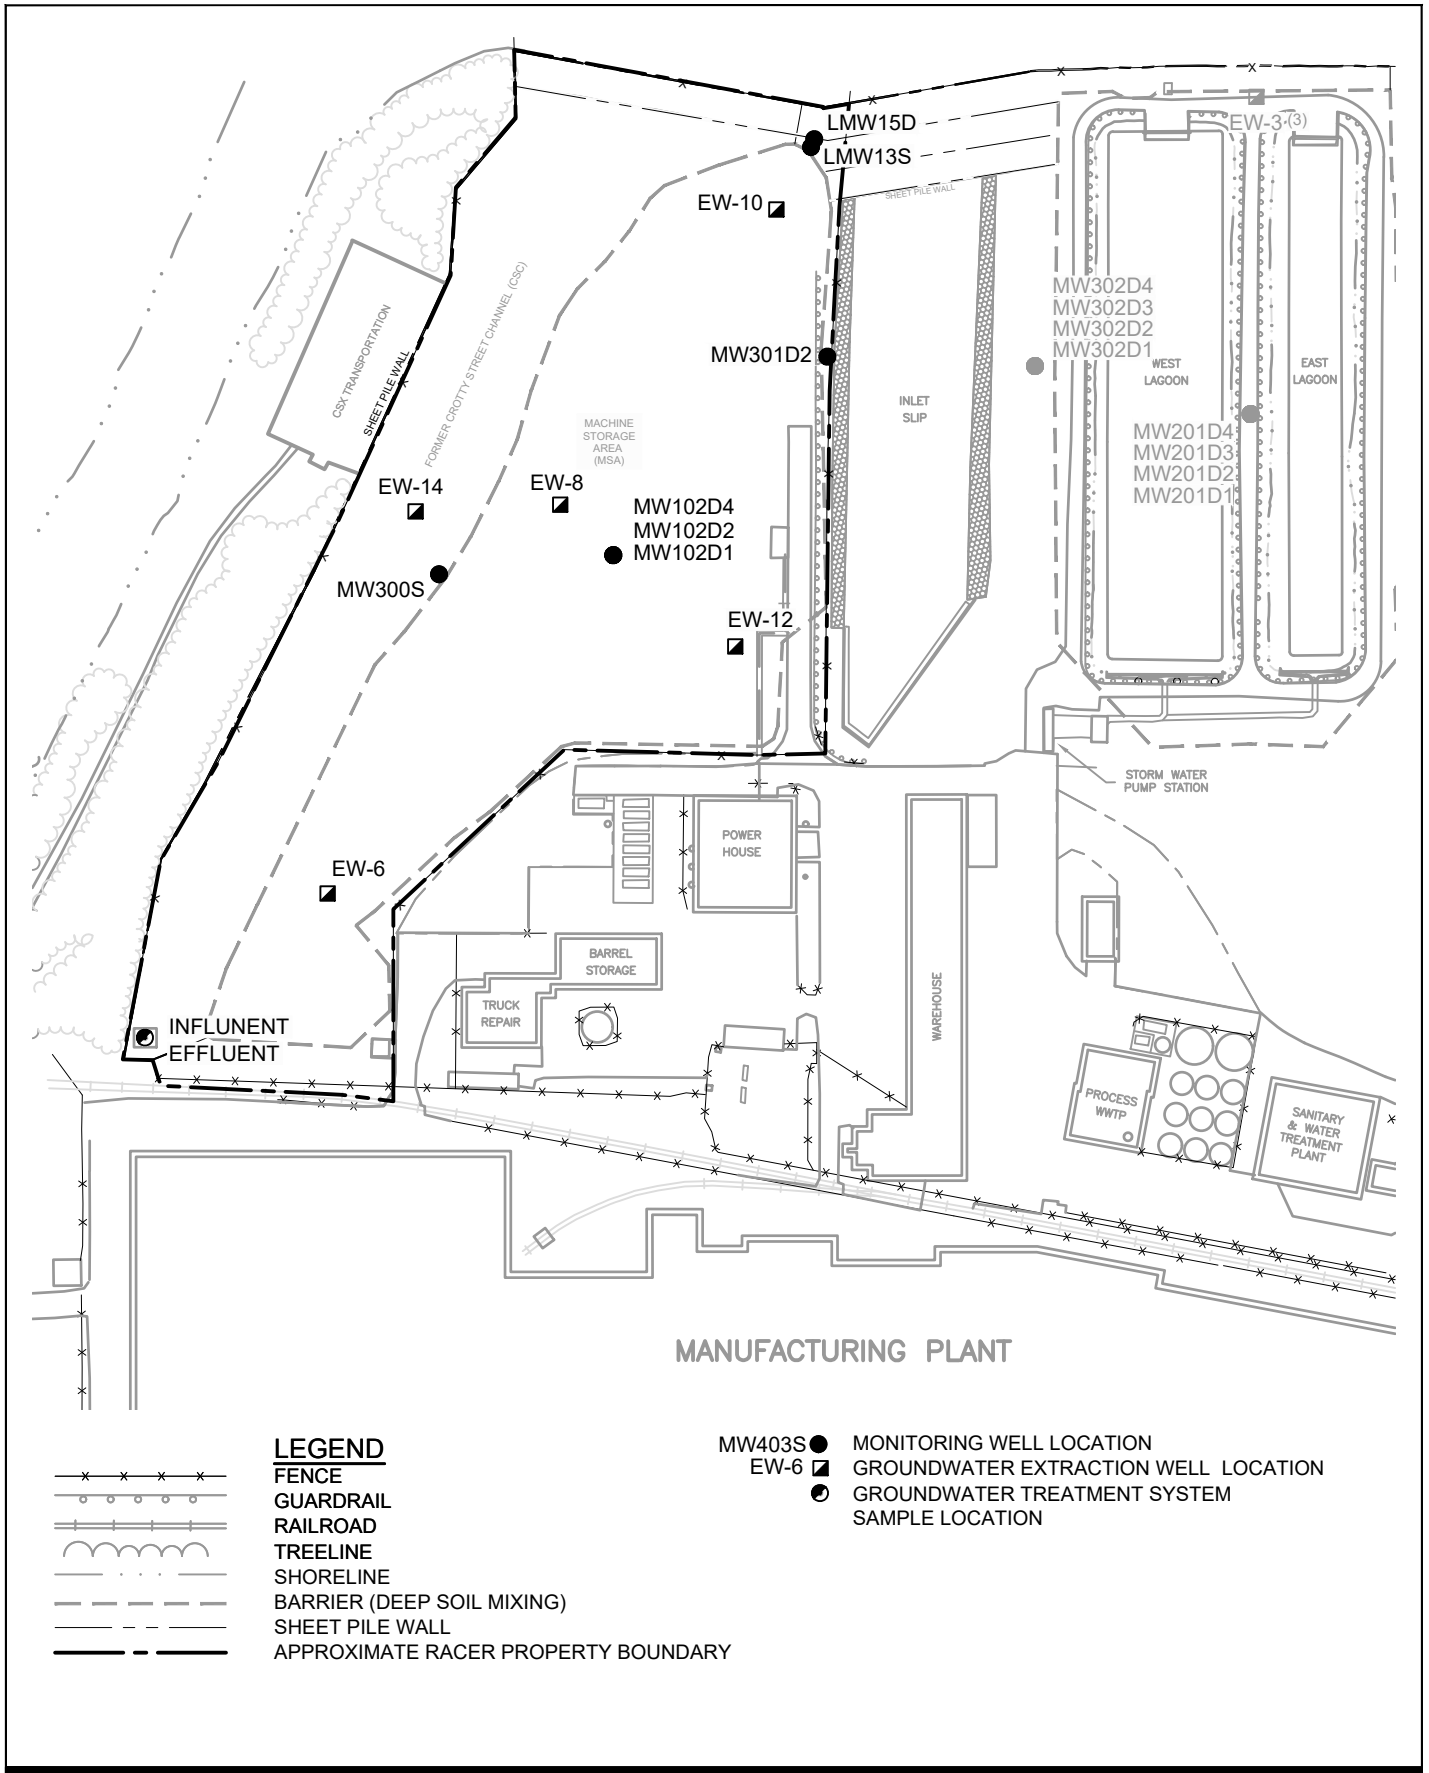 LMW15D
LMW13S
EW-3 (3)
EW-10
SHEET PILE WALL
MW302D4
MW302D3
MW302D2
MW302D1
MW301D2
CSX TRANSPORTATION
SHEET PILE WALL
FORMER CROTTY STREET CHANNEL (CSC)
WEST
LAGOON
EAST
LAGOON
INLET
SLIP
MACHINE
STORAGE
AREA
(MSA)
MW201D4
MW201D3
MW201D2
MW201D1
EW-14
EW-8
MW102D4
MW102D2
MW102D1
MW300S
EW-12
STORM WATER
PUMP STATION
POWER
HOUSE
EW-6
BARREL
STORAGE
TRUCK
REPAIR
WAREHOUSE
INFLUNENT
EFFLUENT
PROCESS
WWTP
SANITARY
& WATER
TREATMENT
PLANT
MANUFACTURING PLANT
LEGEND
FENCE
GUARDRAIL
RAILROAD
TREELINE
SHORELINE
BARRIER (DEEP SOIL MIXING)
SHEET PILE WALL
APPROXIMATE RACER PROPERTY BOUNDARY
MW403S MONITORING WELL LOCATION
EW-6 GROUNDWATER EXTRACTION WELL LOCATION
GROUNDWATER TREATMENT SYSTEM
SAMPLE LOCATION